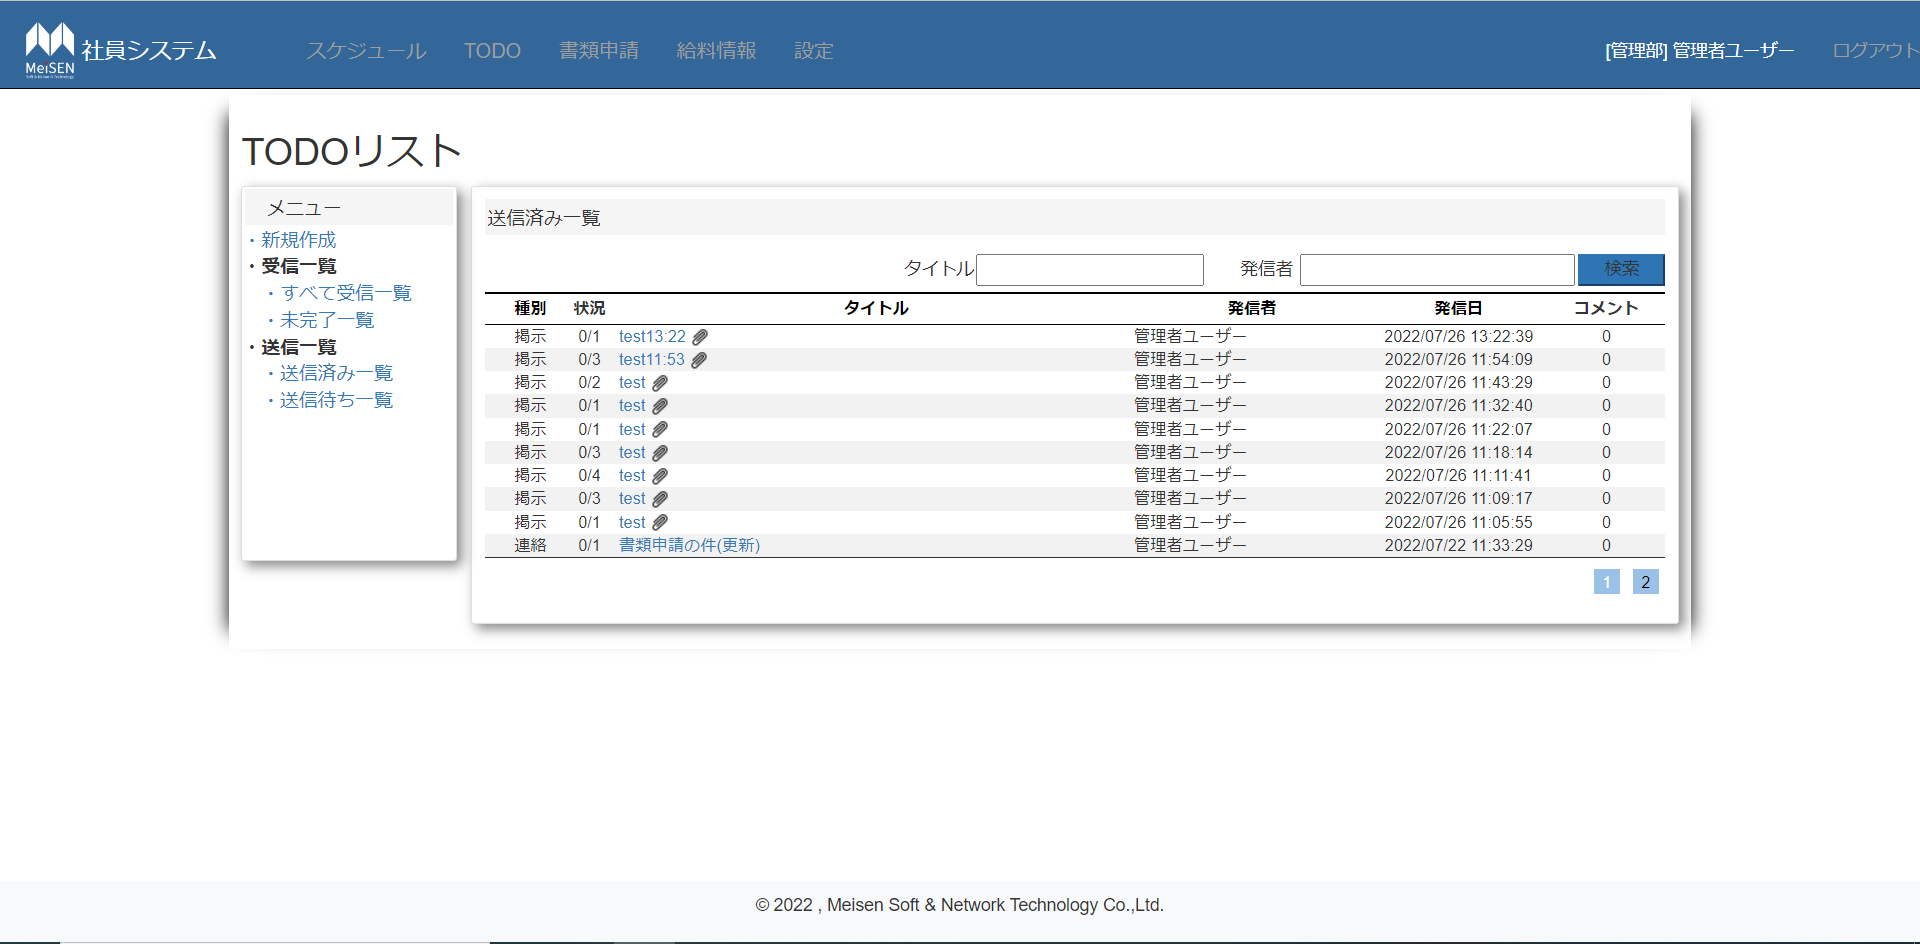 MeiSEN
社員システム スケジュール TODO 書類申請 給料情報 設定 [管理部] 管理者ユーザー ログアウト
TODOリスト
メニュー
・新規作成
・受信一覧
・すべて受信一覧
・未完了一覧
・送信一覧
・送信済み一覧
・送信待ち一覧
送信済み一覧
タイトル 発信者 検索
種別 状況 タイトル 発信者 発信日 コメント
掲示 0/1 test13:22 管理者ユーザー 2022/07/26 13:22:39 0
掲示 0/3 test11:53 管理者ユーザー 2022/07/26 11:54:09 0
掲示 0/2 test 管理者ユーザー 2022/07/26 11:43:29 0
掲示 0/1 test 管理者ユーザー 2022/07/26 11:32:40 0
掲示 0/1 test 管理者ユーザー 2022/07/26 11:22:07 0
掲示 0/3 test 管理者ユーザー 2022/07/26 11:18:14 0
掲示 0/4 test 管理者ユーザー 2022/07/26 11:11:41 0
掲示 0/3 test 管理者ユーザー 2022/07/26 11:09:17 0
掲示 0/1 test 管理者ユーザー 2022/07/26 11:05:55 0
連絡 0/1 書類申請の件(更新) 管理者ユーザー 2022/07/22 11:33:29 0
1 2
© 2022 , Meisen Soft & Network Technology Co.,Ltd.